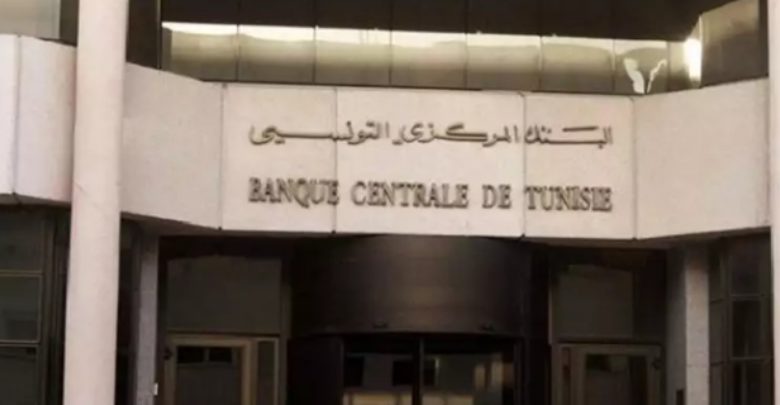 البنك المركزي التونسي
BANQUE CENTRALE DE TUNISIE